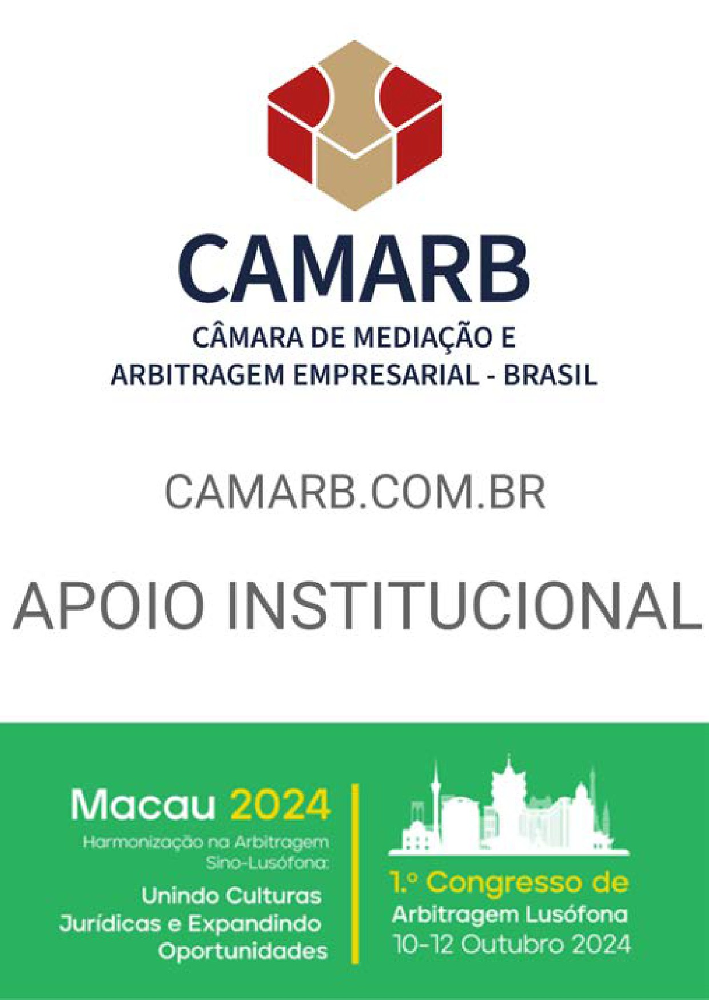 CAMARB
CÂMARA DE MEDIAÇÃO E
ARBITRAGEM EMPRESARIAL - BRASIL
CAMARB.COM.BR
APOIO INSTITUCIONAL
Macau 2024
Harmonização na Arbitragem
Sino-Lusófona:
Unindo Culturas
Jurídicas e Expandindo
Oportunidades
1.º Congresso de
Arbitragem Lusófona
10-12 Outubro 2024